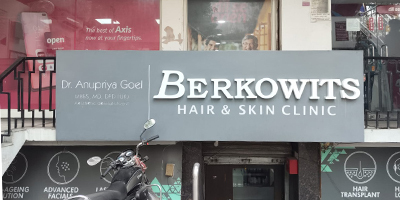 The best of Axis
now at your fingertips.
open
Dr. Anupriya Goel
BERKOWITS
HAIR & SKIN CLINIC
AGEING
ADVANCED
FACIALS
HAIR
TRANSPLANT